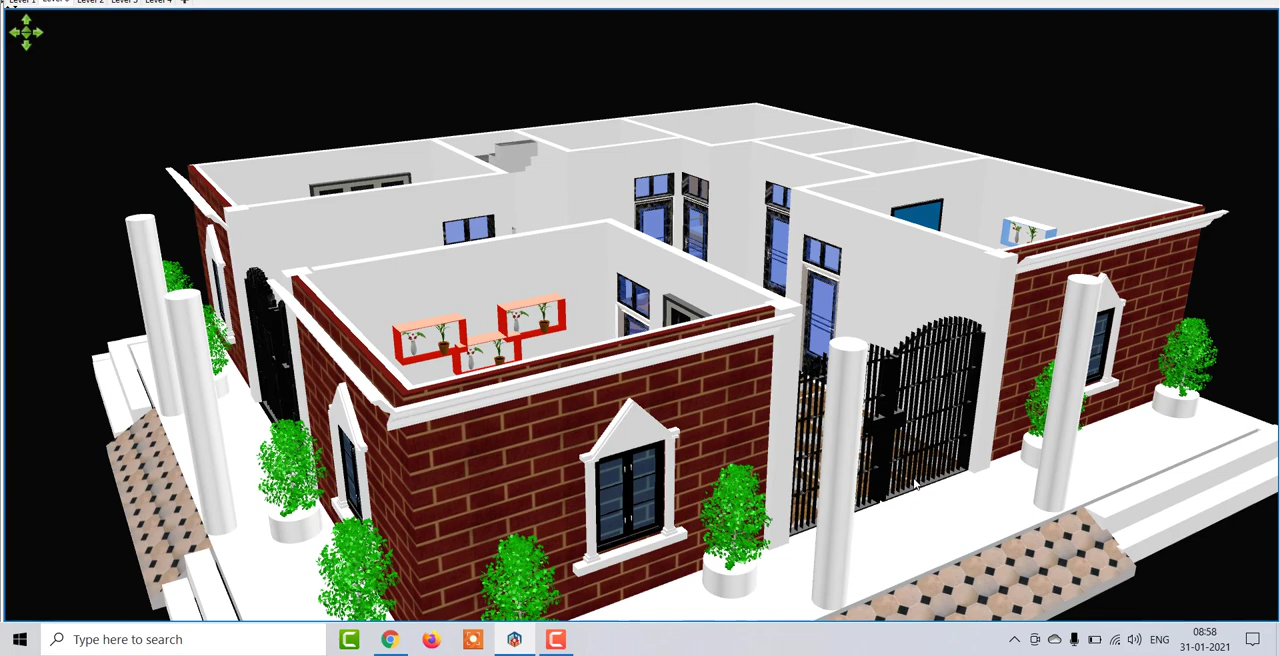 Level 1 Level 2 Level 3 Level 4
Type here to search
ENG
08:58
31-01-2021